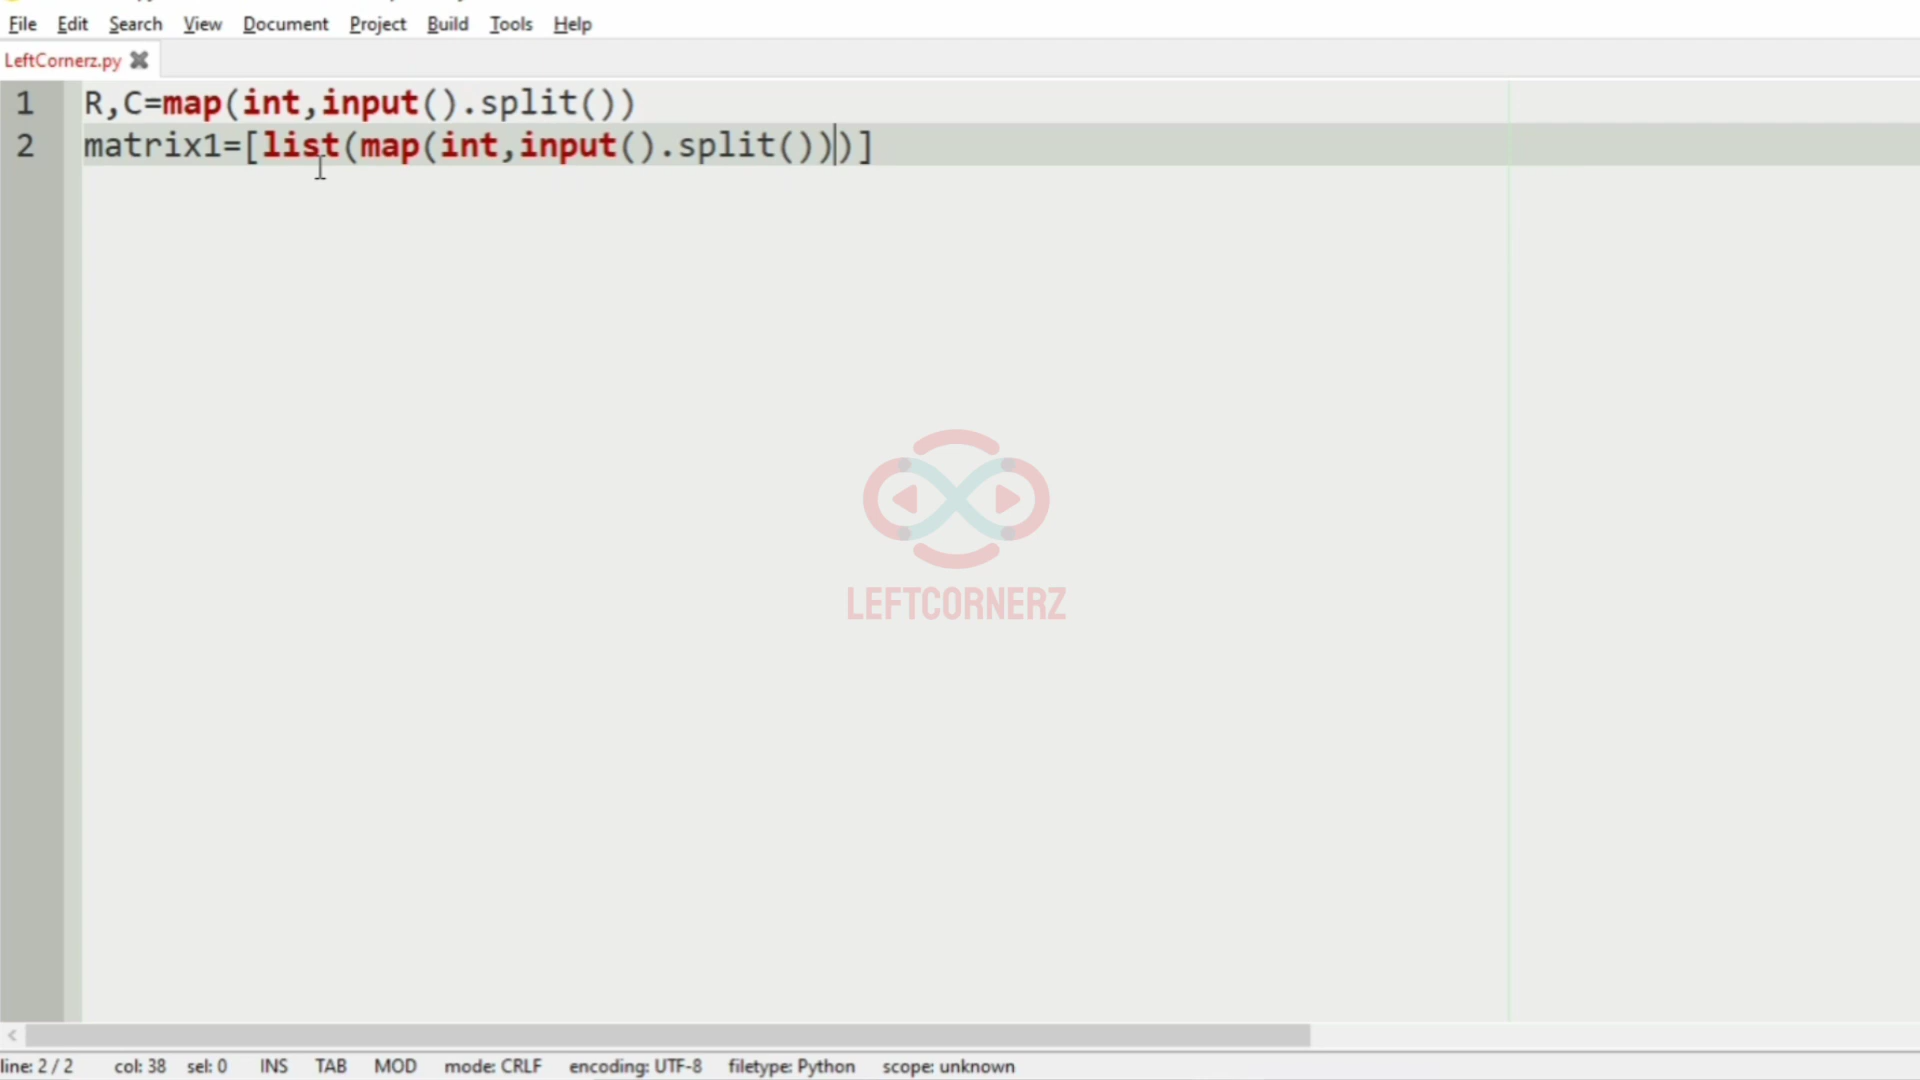 File Edit Search View Document Project Build Tools Help
LeftCornerz.py
1 R,C=map(int,input().split())
2 matrix1=[list(map(int,input().split()))]
LEFTCORNERZ
line: 2 / 2 col: 38 sel: 0 INS TAB MOD mode: CRLF encoding: UTF-8 filetype: Python scope: unknown